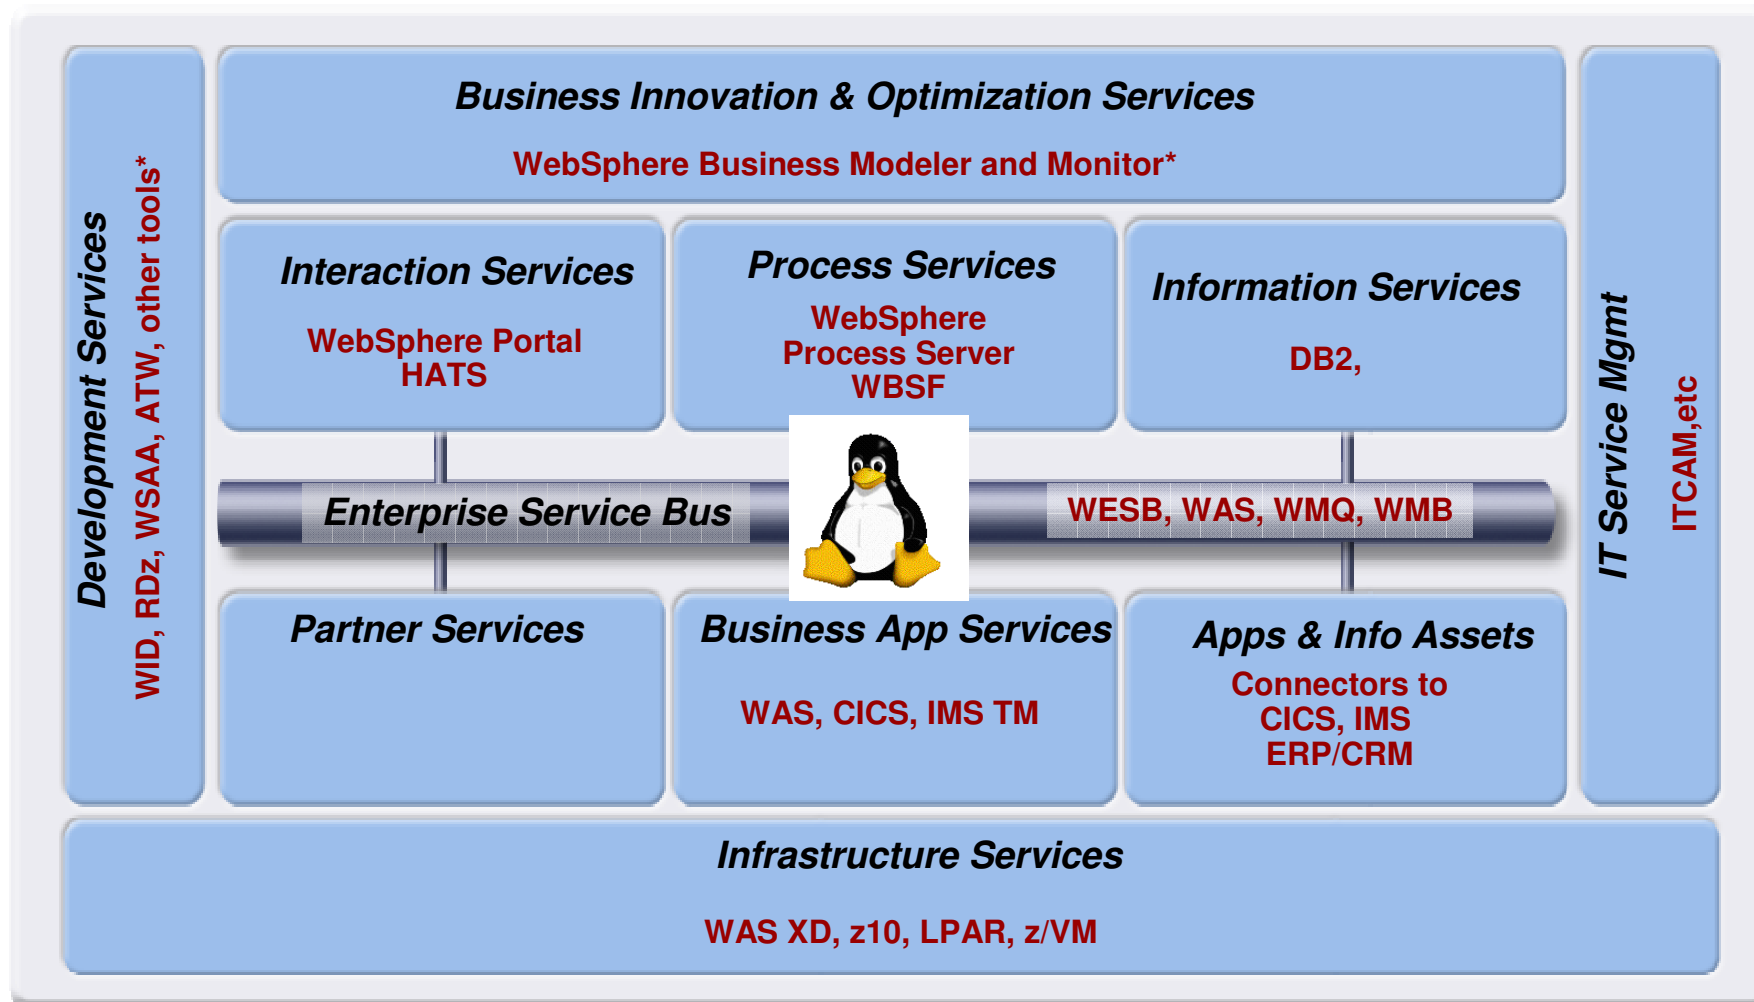 Business Innovation & Optimization Services
WebSphere Business Modeler and Monitor*
Development Services
WID, RDz, WSAA, ATW, other tools*
Interaction Services
WebSphere Portal
HATS
Process Services
WebSphere
Process Server
WBSF
Information Services
DB2,
IT Service Mgmt
ITCAM,etc
Enterprise Service Bus
WESB, WAS, WMQ, WMB
Partner Services
Business App Services
WAS, CICS, IMS TM
Apps & Info Assets
Connectors to
CICS, IMS
ERP/CRM
Infrastructure Services
WAS XD, z10, LPAR, z/VM